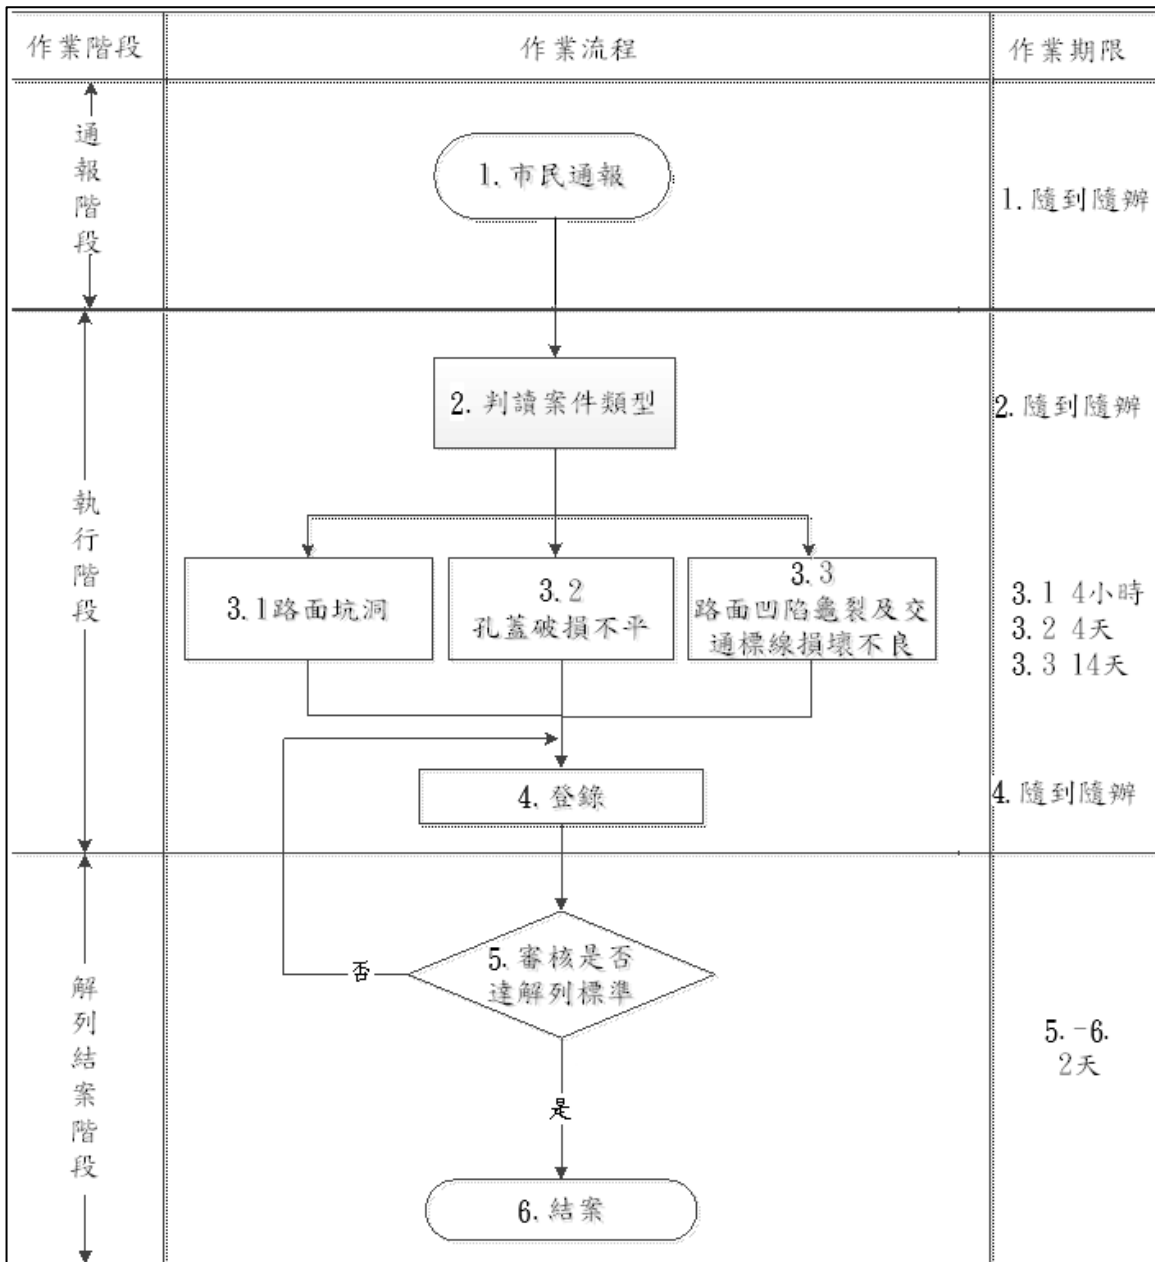 作業階段
作業流程
作業期限
通報階段
1. 市民通報
1. 隨到隨辦
執行階段
2. 判讀案件類型
2. 隨到隨辦
3.1路面坑洞
3.2
孔蓋破損不平
3.3
路面凹陷龜裂及交
通標線損壞不良
3.1 4小時
3.2 4天
3.3 14天
4. 登錄
4. 隨到隨辦
解列結案階段
5. 審核是否
達解列標準
否
是
5. -6.
2天
6. 結案